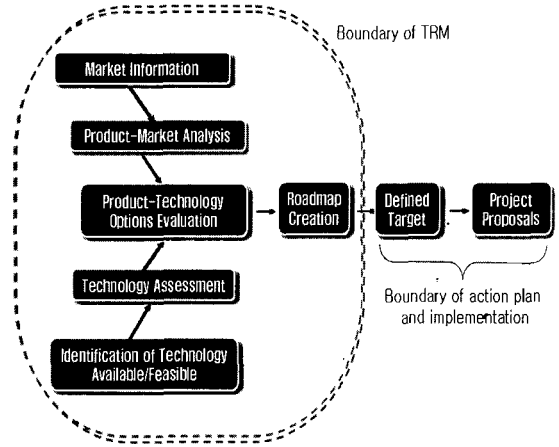 Boundary of TRM
Market Information
Product-Market Analysis
Product-Technology
Options Evaluation
Roadmap
Creation
Defined
Target
Project
Proposals
Technology Assessment
Boundary of action plan
and implementation
Identification of Technology
Available/Feasible